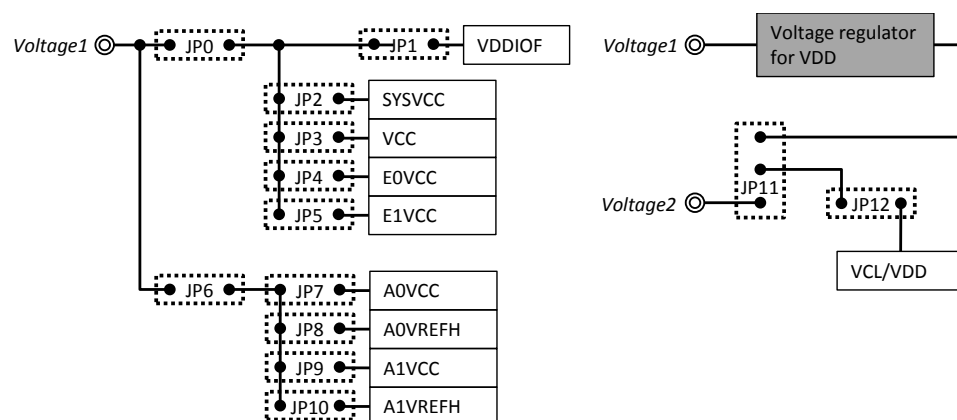 Voltage1
JP0
JP1
VDDIOF
JP2
SYSVCC
JP3
VCC
JP4
E0VCC
JP5
E1VCC
JP6
JP7
A0VCC
JP8
A0VREFH
JP9
A1VCC
JP10
A1VREFH
Voltage1
Voltage regulator
for VDD
JP11
Voltage2
JP12
VCL/VDD